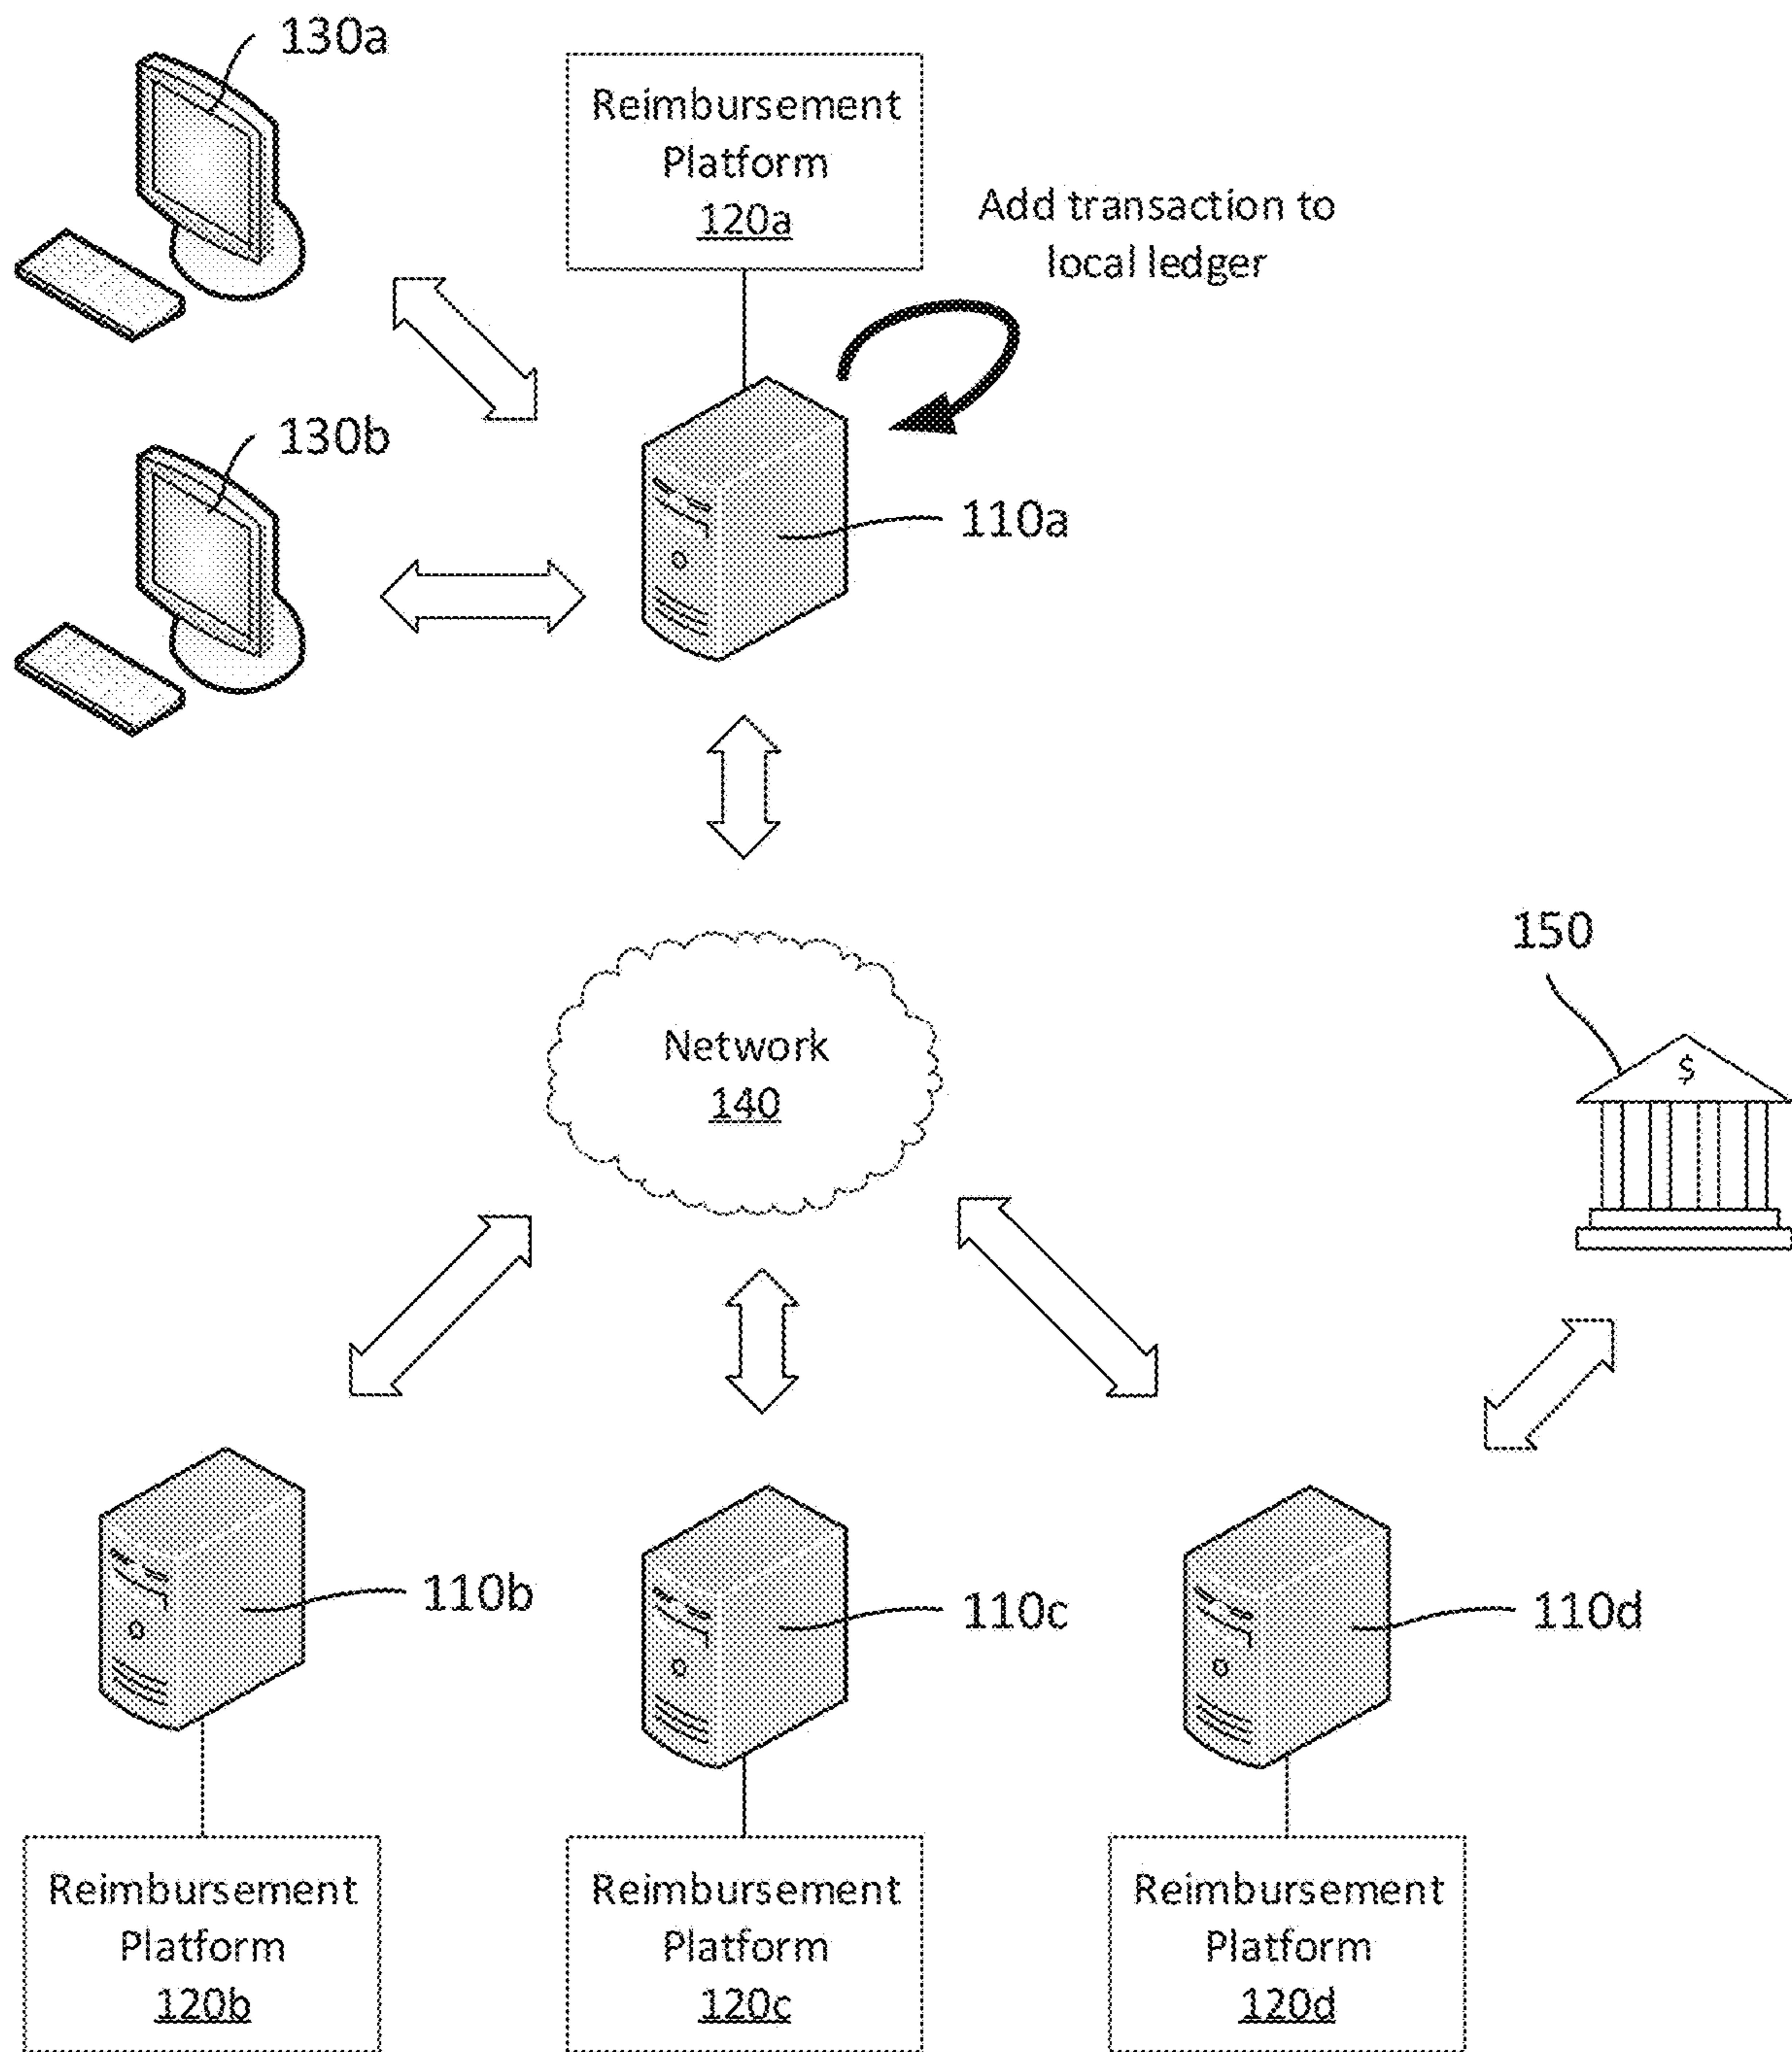 130a
Reimbursement
Platform
120a
Add transaction to
local ledger
130b
110a
150
$
Network
140
110b
110c
110d
Reimbursement
Platform
120b
Reimbursement
Platform
120c
Reimbursement
Platform
120d